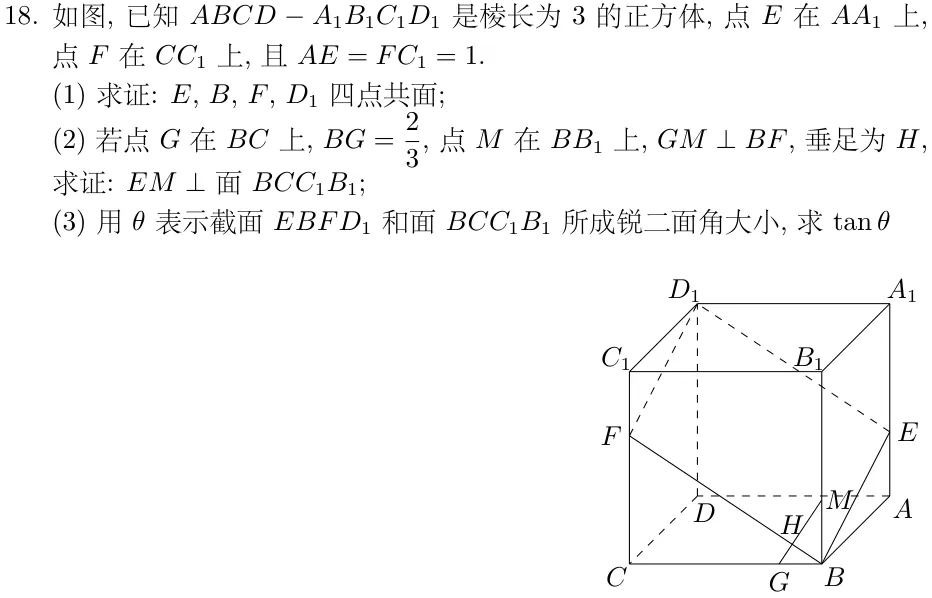 18. 如图, 已知 ABCD − A₁B₁C₁D₁ 是棱长为 3 的正方体, 点 E 在 AA₁ 上,
点 F 在 CC₁ 上, 且 AE = FC₁ = 1.
(1) 求证: E, B, F, D₁ 四点共面;
(2) 若点 G 在 BC 上, BG = 2/3, 点 M 在 BB₁ 上, GM ⊥ BF, 垂足为 H,
求证: EM ⊥ 面 BCC₁B₁;
(3) 用 θ 表示截面 EBFD₁ 和面 BCC₁B₁ 所成锐二面角大小, 求 tan θ
D₁ A₁
C₁ B₁
F E
D H M A
C G B